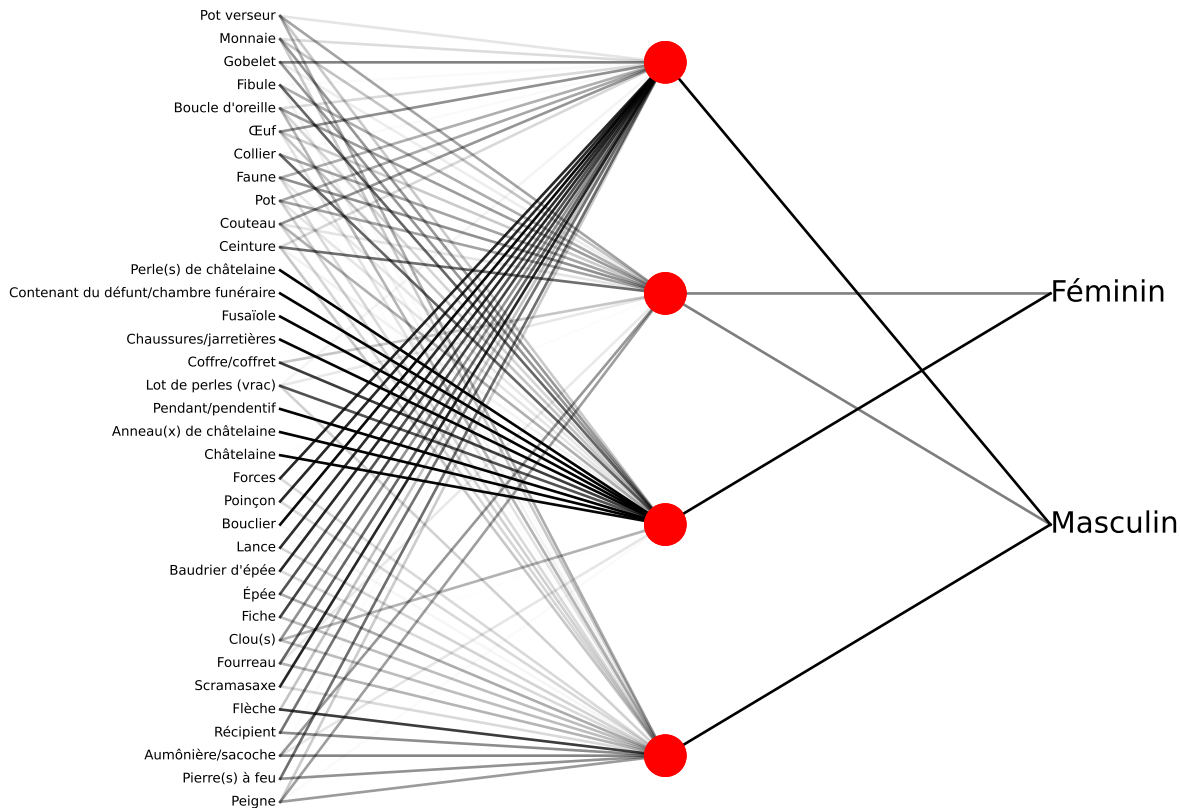 Pot verseur
Monnaie
Gobelet
Fibule
Boucle d'oreille
Œuf
Collier
Faune
Pot
Couteau
Ceinture
Perle(s) de châtelaine
Contenant du défunt/chambre funéraire
Fusaïole
Chaussures/jarretières
Coffre/coffret
Lot de perles (vrac)
Pendant/pendentif
Anneau(x) de châtelaine
Châtelaine
Forces
Poinçon
Bouclier
Lance
Baudrier d'épée
Épée
Fiche
Clou(s)
Fourreau
Scramasaxe
Flèche
Récipient
Aumônière/sacoche
Pierre(s) à feu
Peigne
Féminin
Masculin